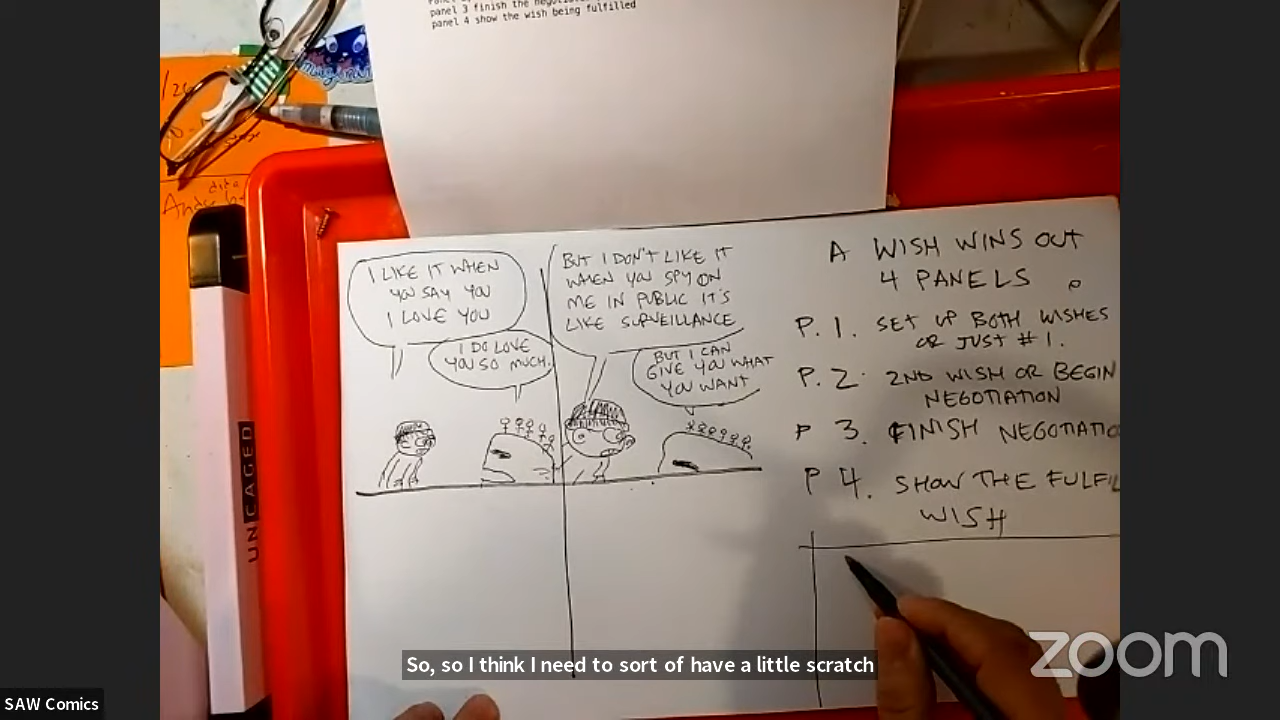 panel 3 finish the
panel 4 show the wish being fulfilled
I LIKE IT WHEN
YOU SAY YOU
I LOVE YOU
I DO LOVE
YOU SO MUCH.
BUT I DON'T LIKE IT
WHEN YOU SPY ON
ME IN PUBLIC IT'S
LIKE SURVEILLANCE
BUT I CAN
GIVE YOU WHAT
YOU WANT
A WISH WINS OUT
4 PANELS
P. 1. SET UP BOTH WISHES
OR JUST #1.
P. 2. 2ND WISH OR BEGIN
NEGOTIATION
P 3. FINISH NEGOTIATIO
P 4. SHOW THE FULFIL
WISH
UNCAGED
So, so I think I need to sort of have a little scratch
zoom
SAW Comics